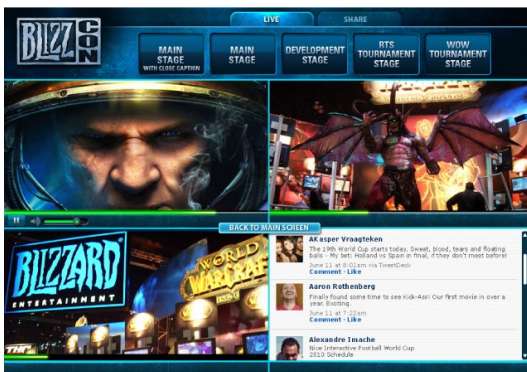 BLIZZ
CON
LIVE
SHARE
MAIN
STAGE
WITH CLOSE CAPTION
MAIN
STAGE
DEVELOPMENT
STAGE
RTS
TOURNAMENT
STAGE
WOW
TOURNAMENT
STAGE
BACK TO MAIN SCREEN
BLIZZARD
ENTERTAINMENT
WORLD
WARCRAFT
AKasper Vraagteken
The 19th World Cup starts today. Sweat, blood, tears and floating
balls - My bet: Holland vs Spain in final, if they don't meet before!
June 11 at 8:01am via TweetDeck
Comment · Like
Aaron Rothenberg
Finally found some time to see Kick-Ass! Our first movie in over a
year. Exciting.
June 11 at 7:22am
Comment · Like
Alexandre Imache
Nice Interactive Football World Cup
2010 Schedule